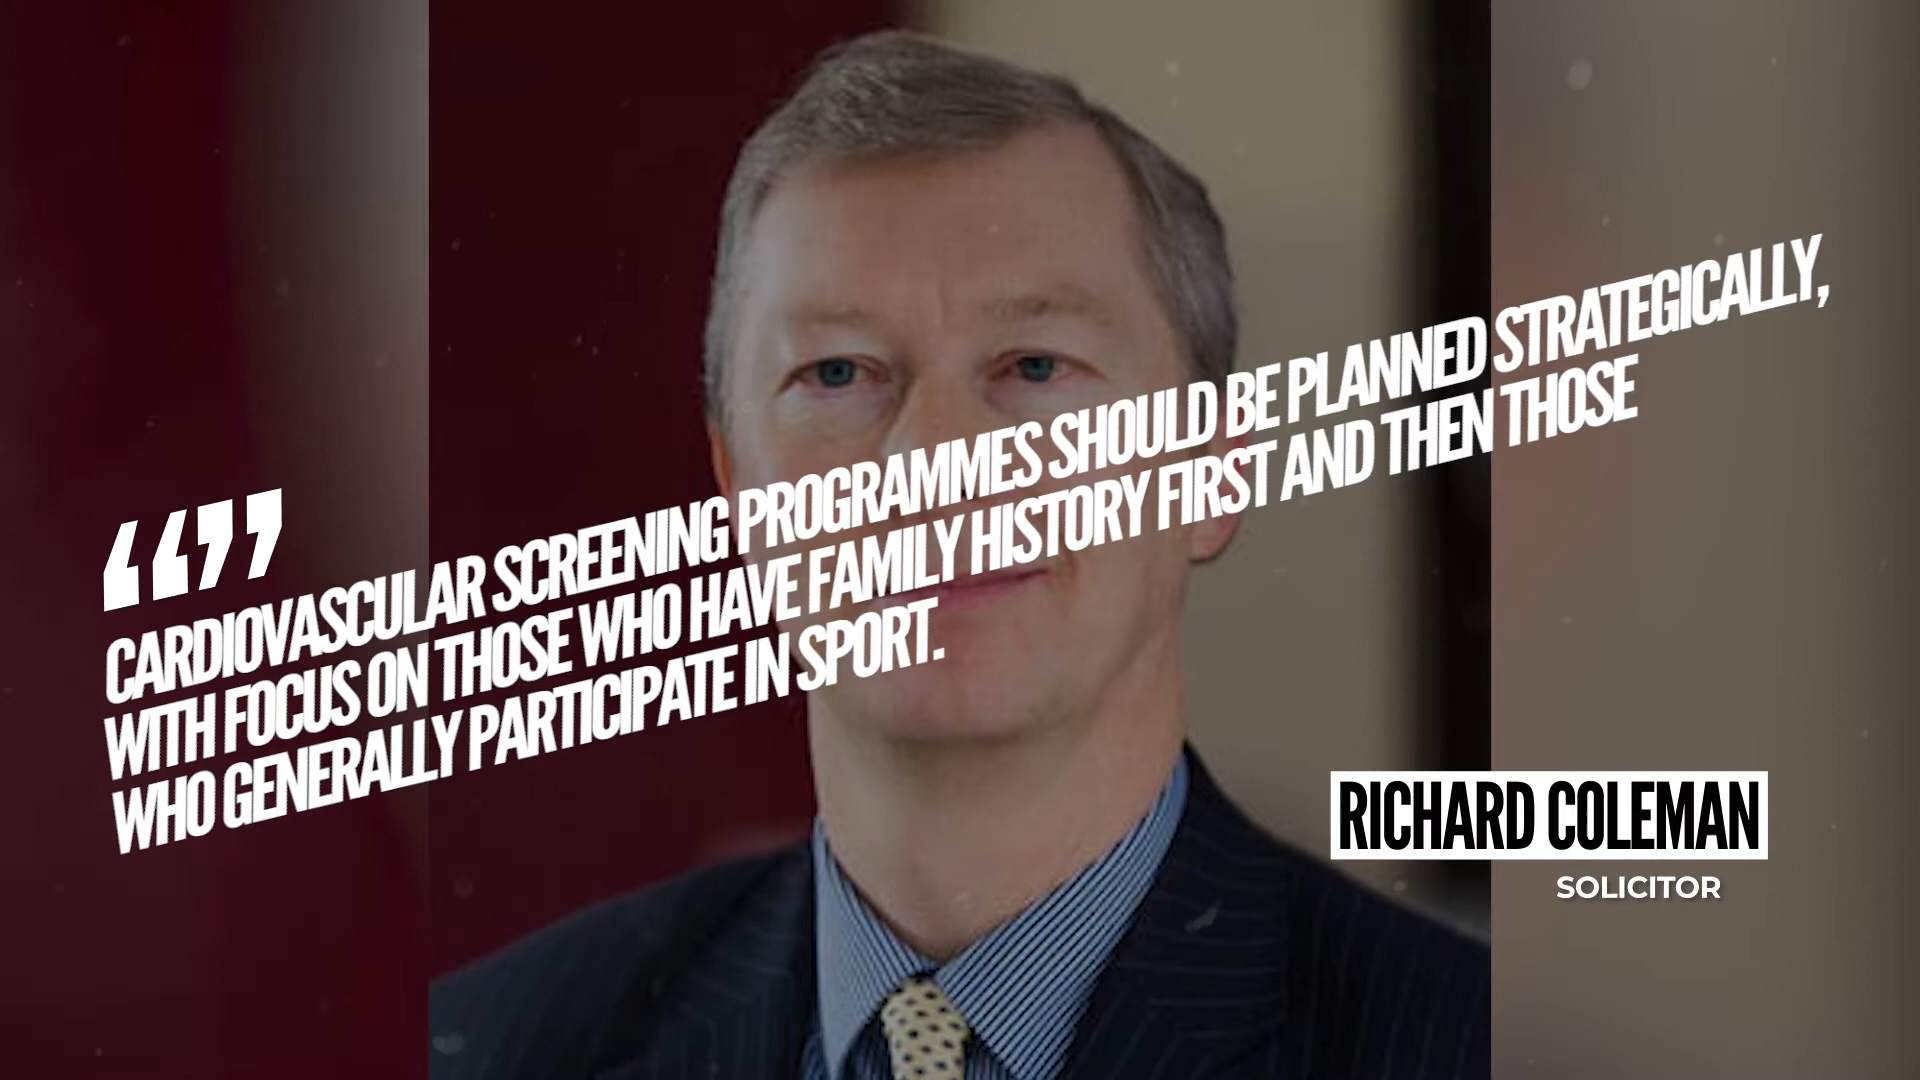 “”
CARDIOVASCULAR SCREENING PROGRAMMES SHOULD BE PLANNED STRATEGICALLY,
WITH FOCUS ON THOSE WHO HAVE FAMILY HISTORY FIRST AND THEN THOSE
WHO GENERALLY PARTICIPATE IN SPORT.
RICHARD COLEMAN
SOLICITOR